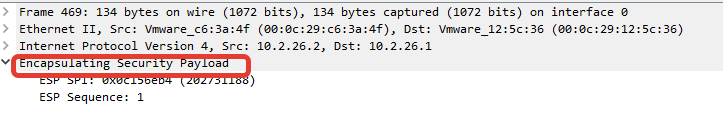 Frame 469: 134 bytes on wire (1072 bits), 134 bytes captured (1072 bits) on interface 0
Ethernet II, Src: Vmware_c6:3a:4f (00:0c:29:c6:3a:4f), Dst: Vmware_12:5c:36 (00:0c:29:12:5c:36)
Internet Protocol Version 4, Src: 10.2.26.2, Dst: 10.2.26.1
Encapsulating Security Payload
ESP SPI: 0x0c156eb4 (202731188)
ESP Sequence: 1